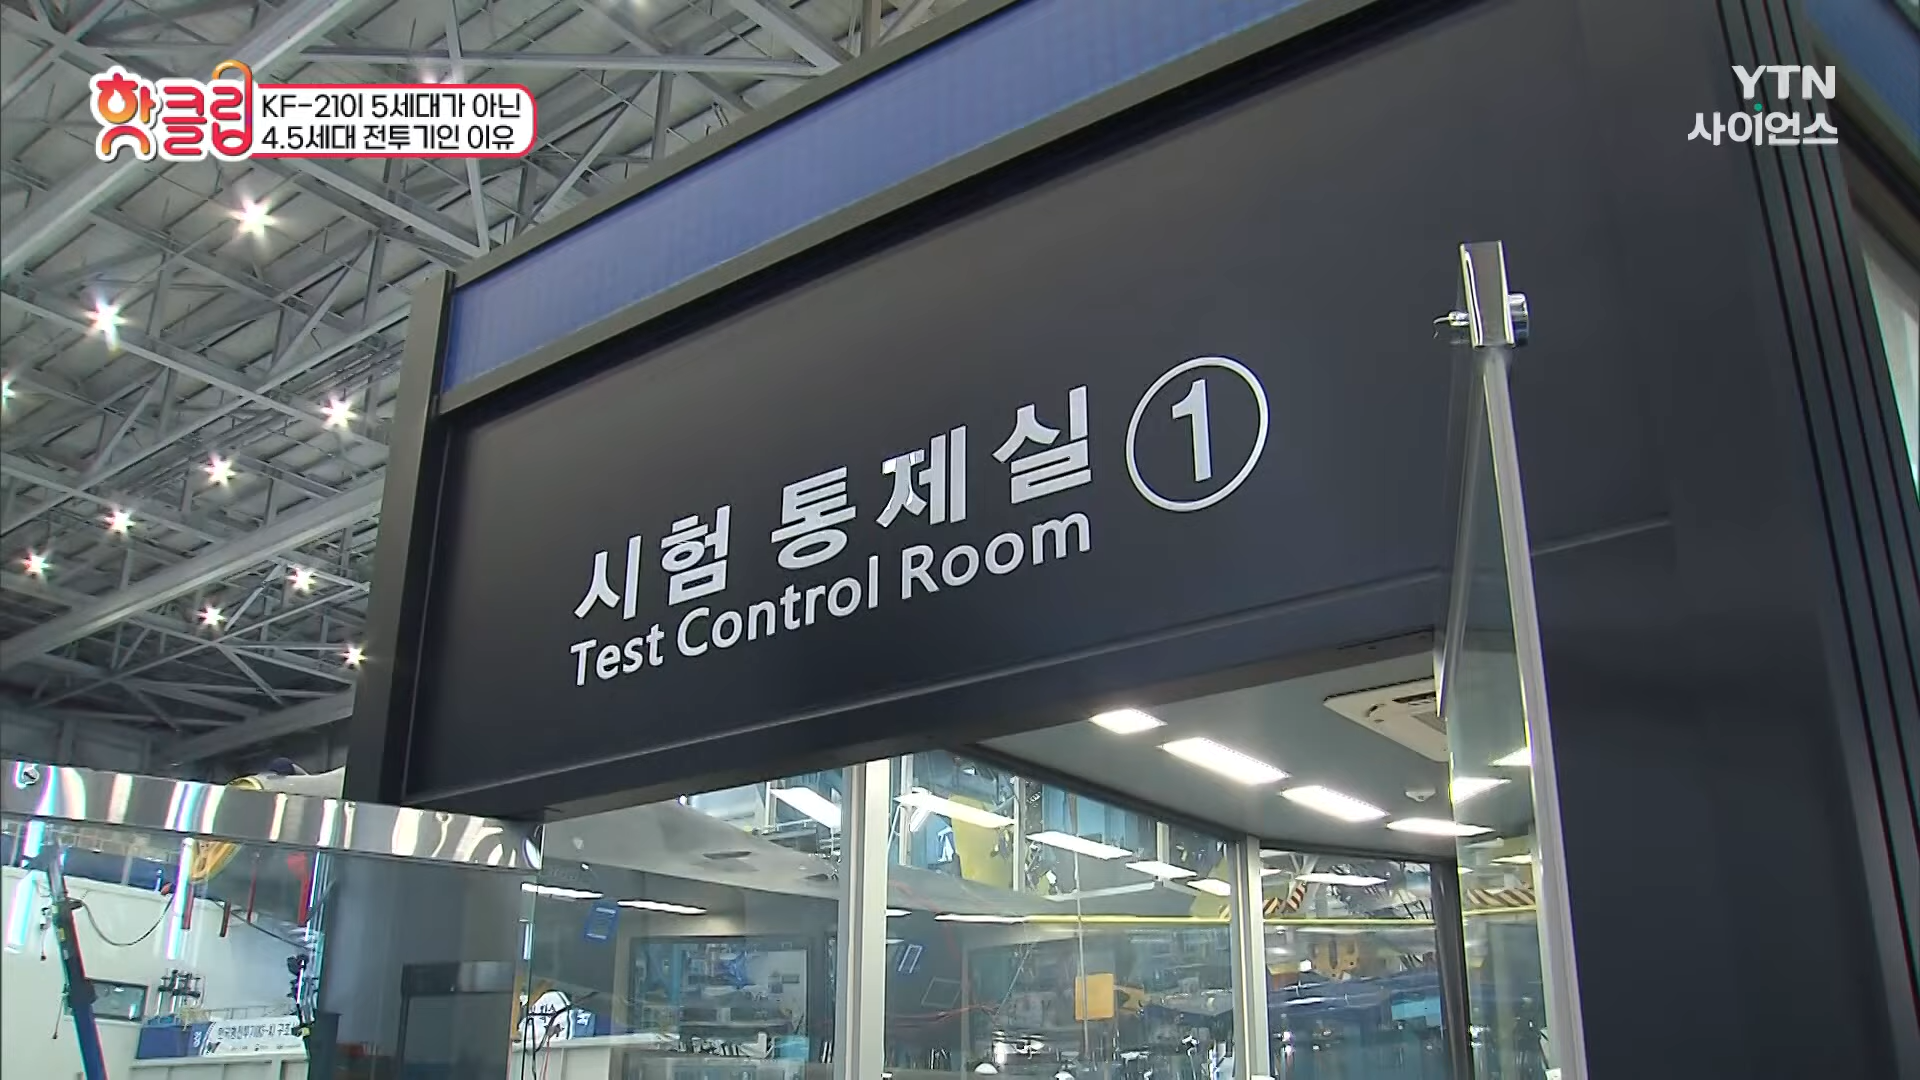 핫클립
KF-21이 5세대가 아닌
4.5세대 전투기인 이유
YTN
사이언스
시험 통제실 1
Test Control Room